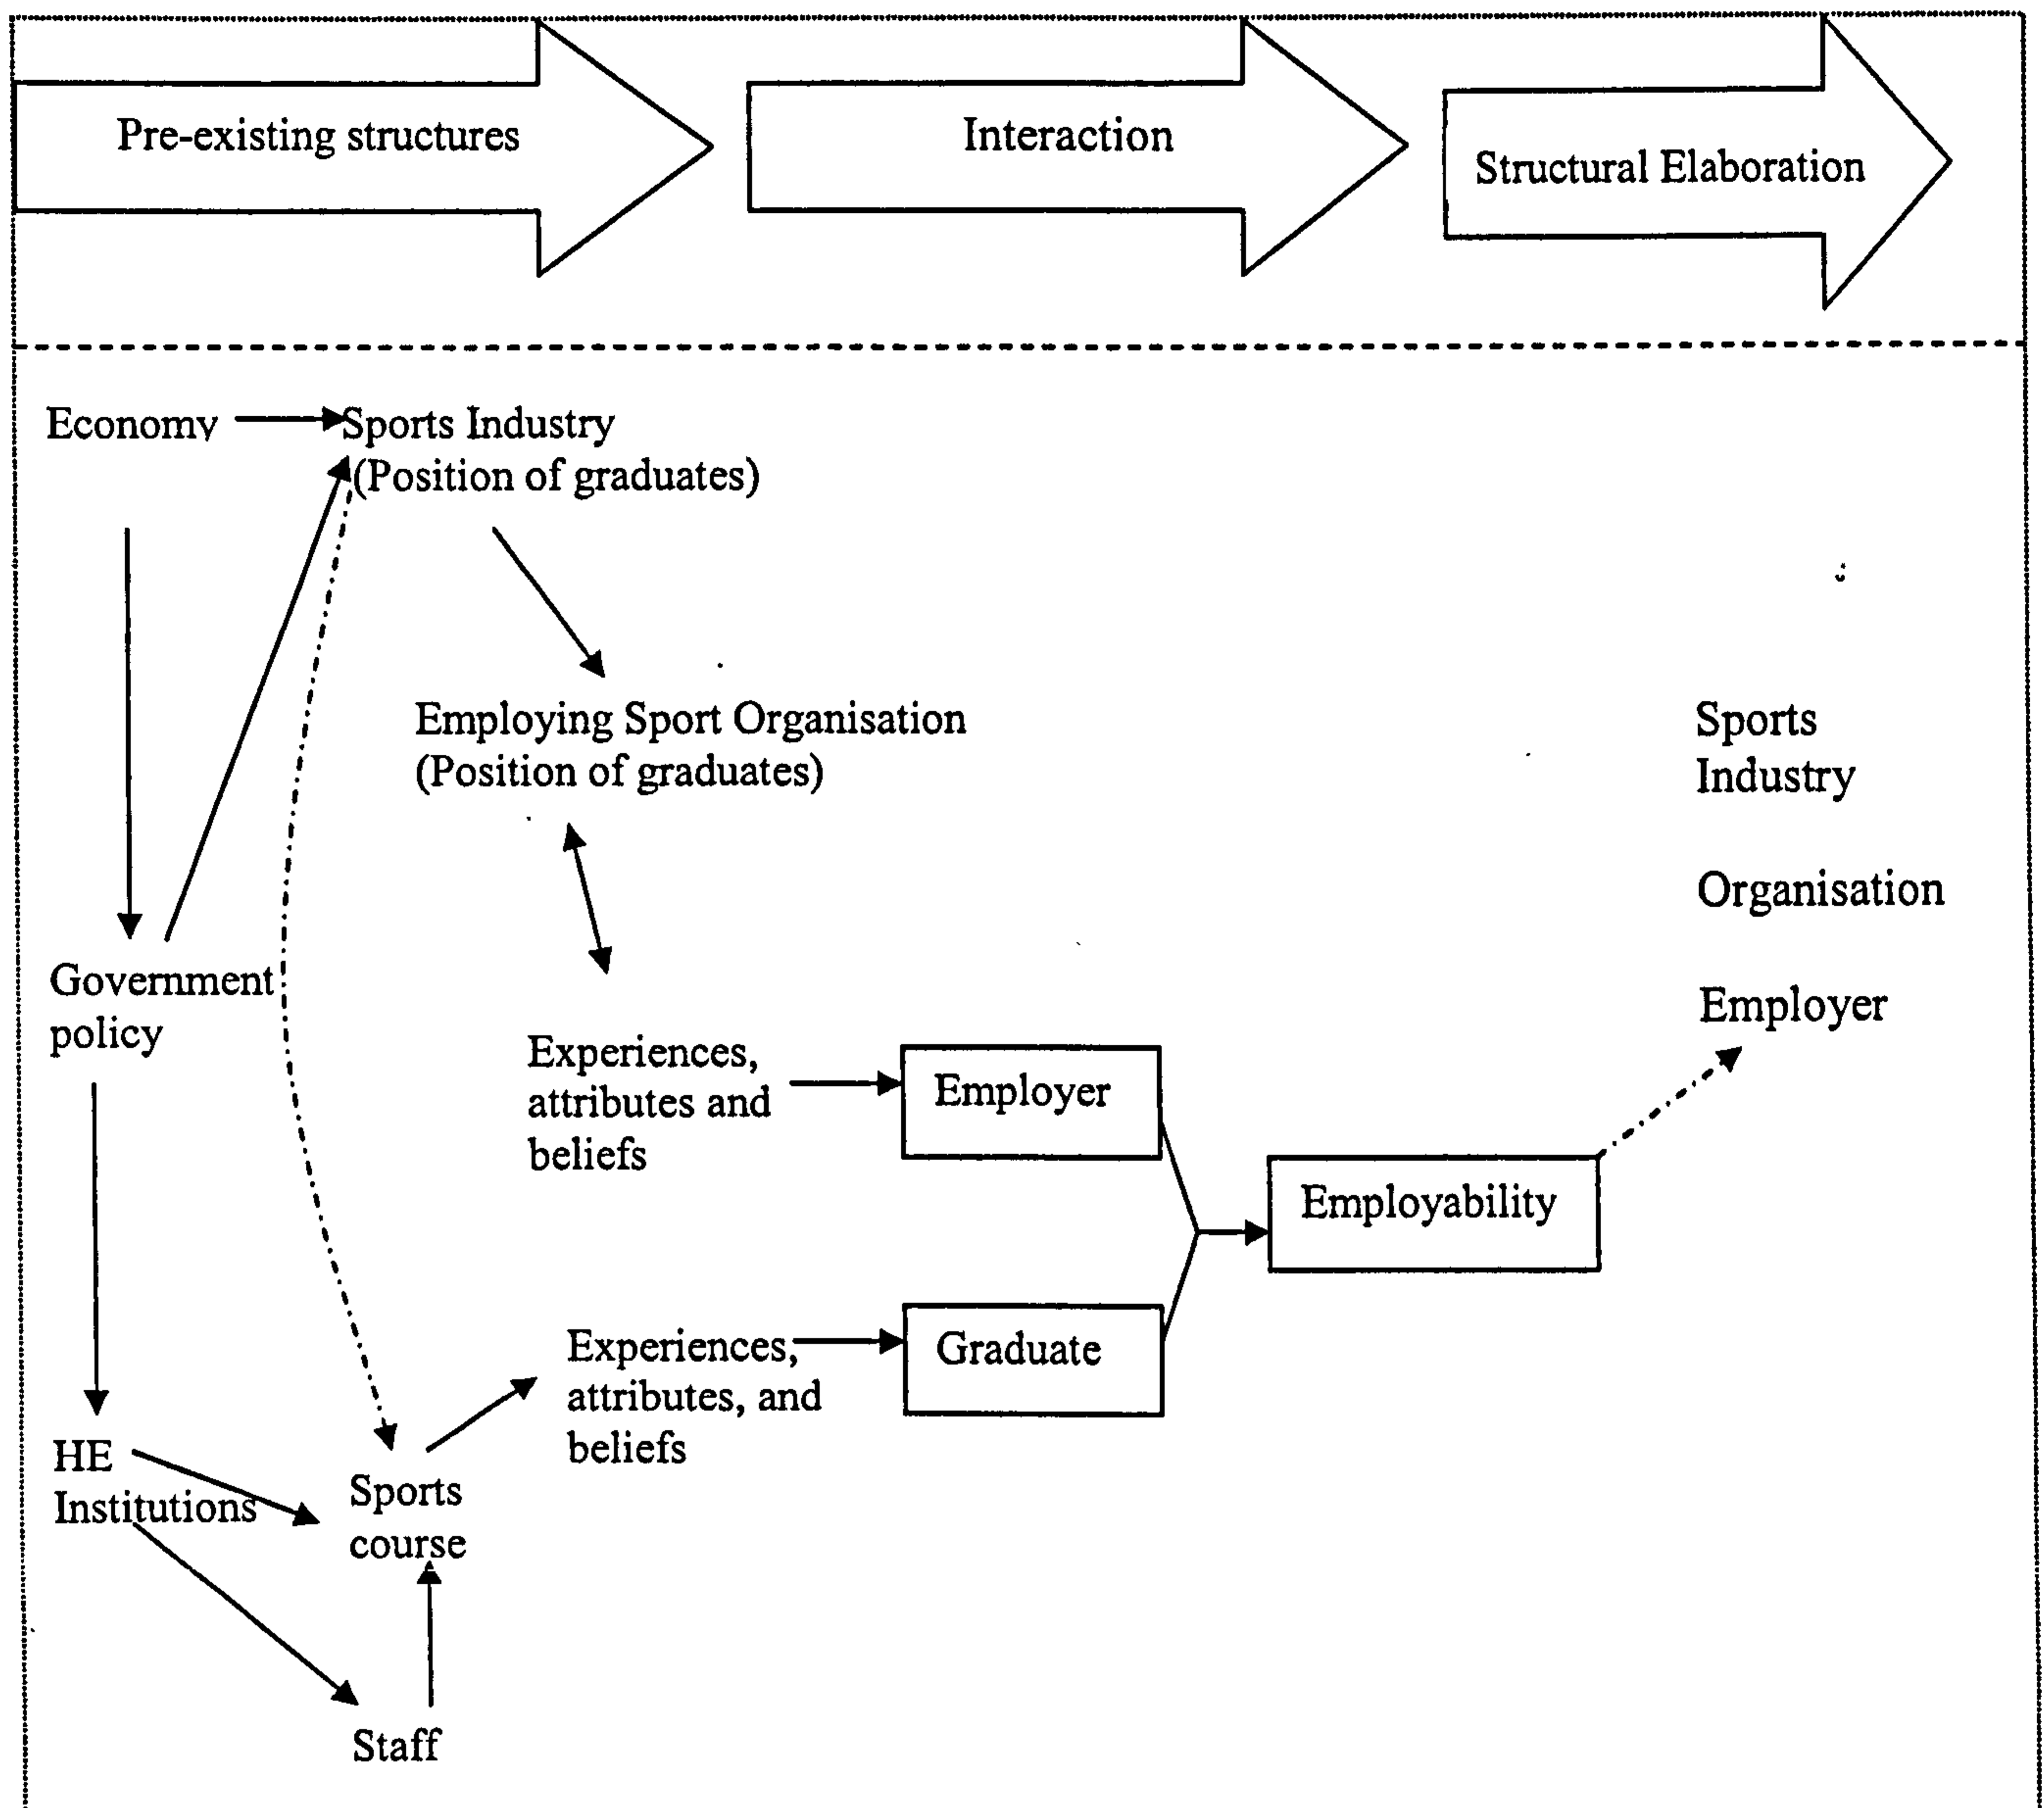 Pre-existing structures
Interaction
Structural Elaboration
Economy
Sports Industry
(Position of graduates)
Employing Sport Organisation
(Position of graduates)
Sports
Industry
Organisation
Employer
Government
policy
Experiences,
attributes and
beliefs
Employer
Employability
Experiences,
attributes, and
beliefs
Graduate
HE
Institutions
Sports
course
Staff